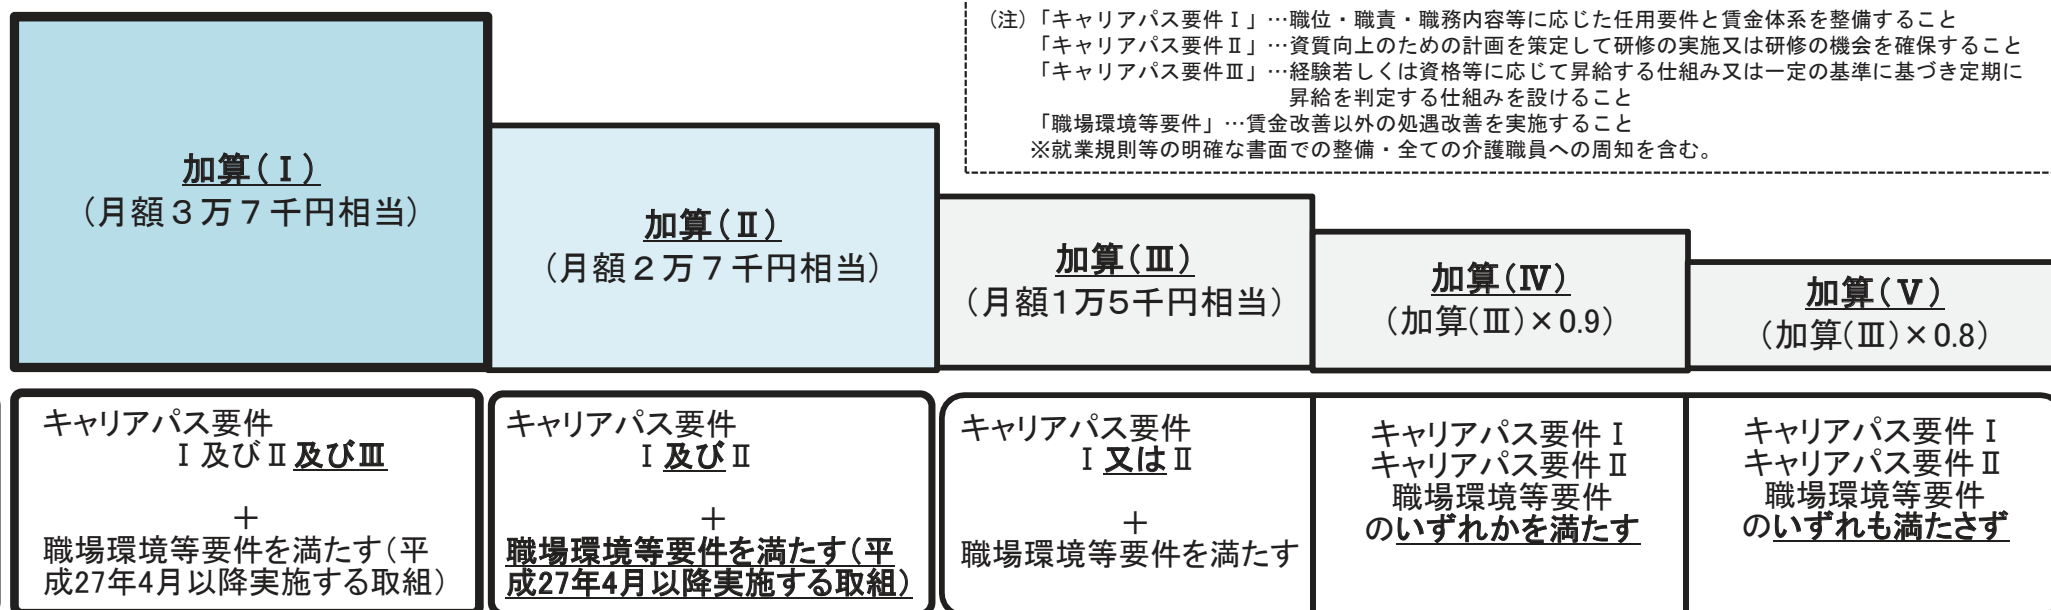 （注）「キャリアパス要件Ⅰ」…職位・職責・職務内容等に応じた任用要件と賃金体系を整備すること
「キャリアパス要件Ⅱ」…資質向上のための計画を策定して研修の実施又は研修の機会を確保すること
「キャリアパス要件Ⅲ」…経験若しくは資格等に応じて昇給する仕組み又は一定の基準に基づき定期に
昇給を判定する仕組みを設けること
「職場環境等要件」…賃金改善以外の処遇改善を実施すること
※就業規則等の明確な書面での整備・全ての介護職員への周知を含む。
加算（Ⅰ）
（月額３万７千円相当）
加算（Ⅱ）
（月額２万７千円相当）
加算（Ⅲ）
（月額1万5千円相当）
加算（Ⅳ）
（加算（Ⅲ）×0.9）
加算（Ⅴ）
（加算（Ⅲ）×0.8）
キャリアパス要件
Ⅰ及びⅡ及びⅢ
＋
職場環境等要件を満たす（平
成27年4月以降実施する取組）
キャリアパス要件
Ⅰ及びⅡ
＋
職場環境等要件を満たす（平
成27年4月以降実施する取組）
キャリアパス要件
Ⅰ又はⅡ
＋
職場環境等要件を満たす
キャリアパス要件Ⅰ
キャリアパス要件Ⅱ
職場環境等要件
のいずれかを満たす
キャリアパス要件Ⅰ
キャリアパス要件Ⅱ
職場環境等要件
のいずれも満たさず